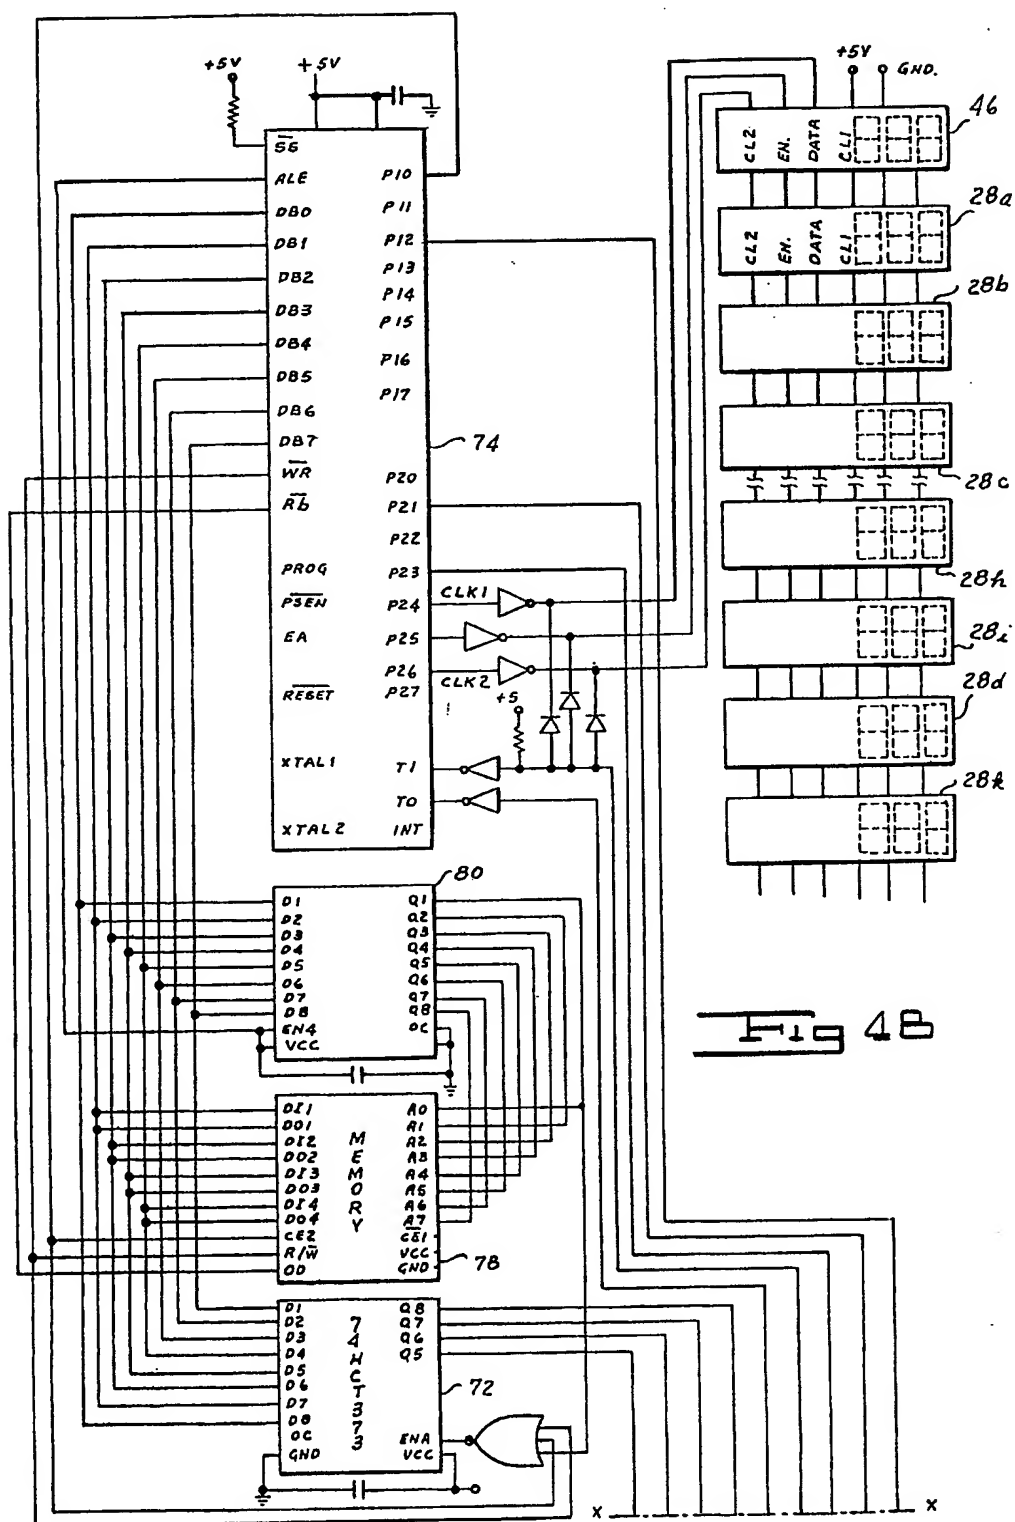 +5V
+5V
SS
ALE
DB0
DB1
DB2
DB3
DB4
DB5
DB6
DB7
WR
Rb
PROG
PSEN
EA
RESET
XTAL1
XTAL2
P10
P11
P12
P13
P14
P15
P16
P17
74
P20
P21
P22
P23
P24
P25
P26
P27
T1
T0
INT
CLK1
CLK2
+5
+5V
GND.
46
CL2
EN.
DATA
CL1
28a
CL2
EN.
DATA
CL1
28b
28c
28h
28i
28d
28k
80
D1
D2
D3
D4
D5
D6
D7
D8
EN4
VCC
Q1
Q2
Q3
Q4
Q5
Q6
Q7
Q8
OC
Fig 4B
DI1
DO1
DI2
DO2
DI3
DO3
DI4
DO4
CE2
R/W
OD
MEMORY
A0
A1
A2
A3
A4
A5
A6
A7
CE1
VCC
GND
78
D1
D2
D3
D4
D5
D6
D7
D8
OC
GND
74HCT373
Q8
Q7
Q6
Q5
ENA
VCC
72
X
X